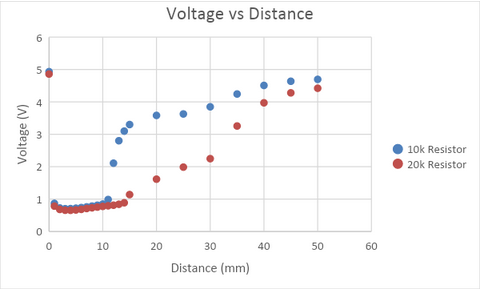 Voltage vs Distance
6
5
4
3
2
1
0
Voltage (V)
0 10 20 30 40 50 60
Distance (mm)
10k Resistor
20k Resistor